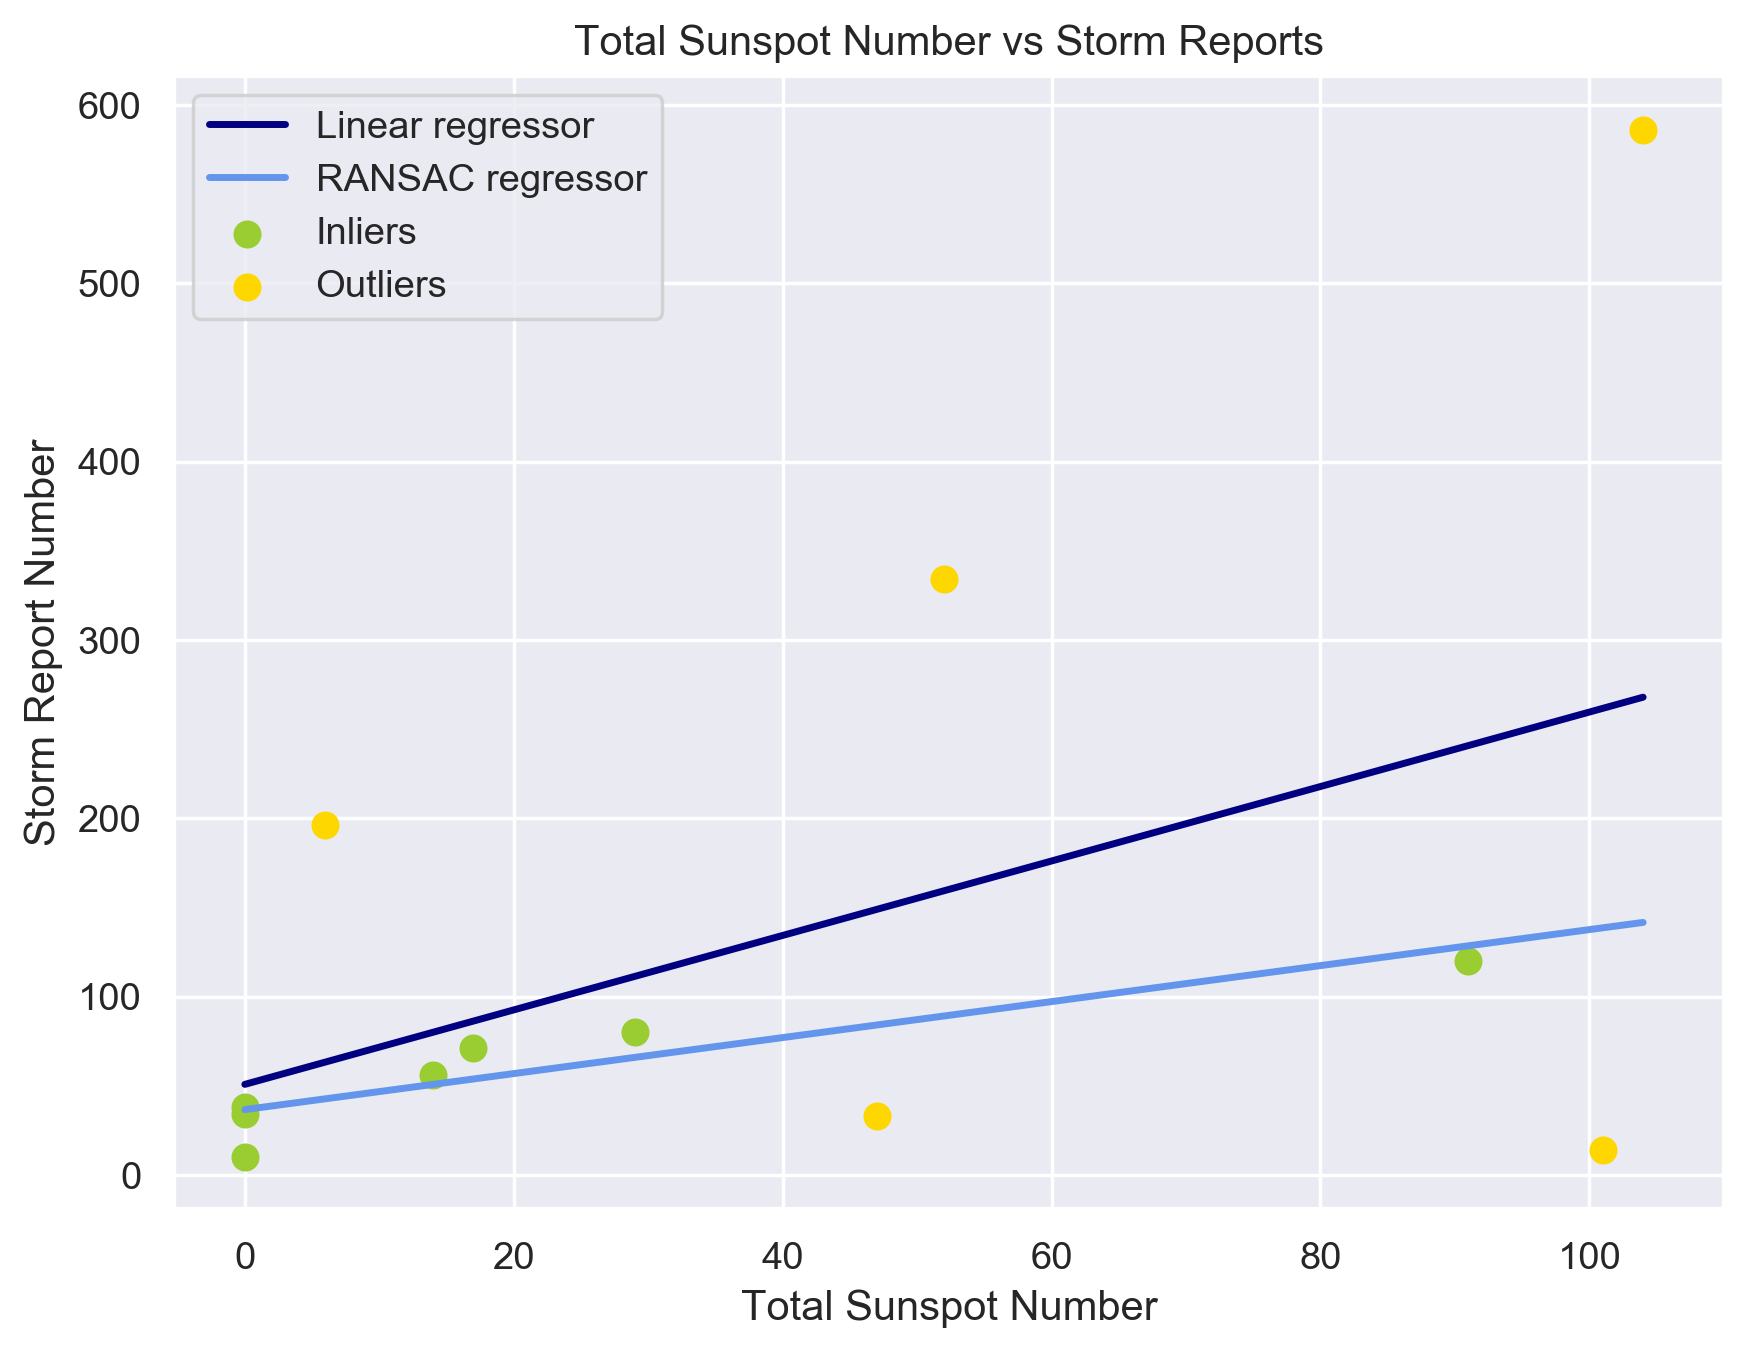 Total Sunspot Number vs Storm Reports
Linear regressor
RANSAC regressor
Inliers
Outliers
Storm Report Number
600
500
400
300
200
100
0
0 20 40 60 80 100
Total Sunspot Number